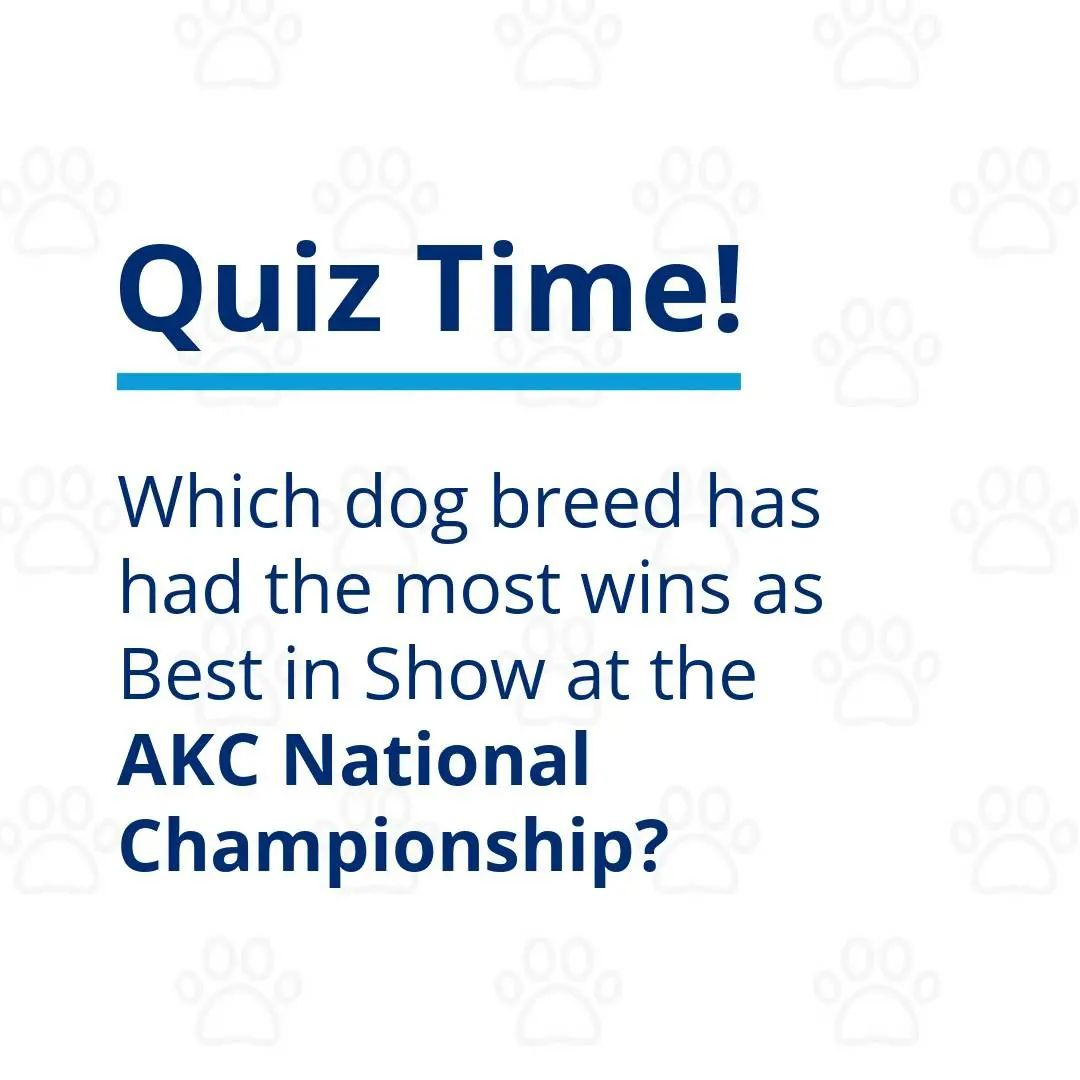 Quiz Time!
Which dog breed has
had the most wins as
Best in Show at the
AKC National
Championship?